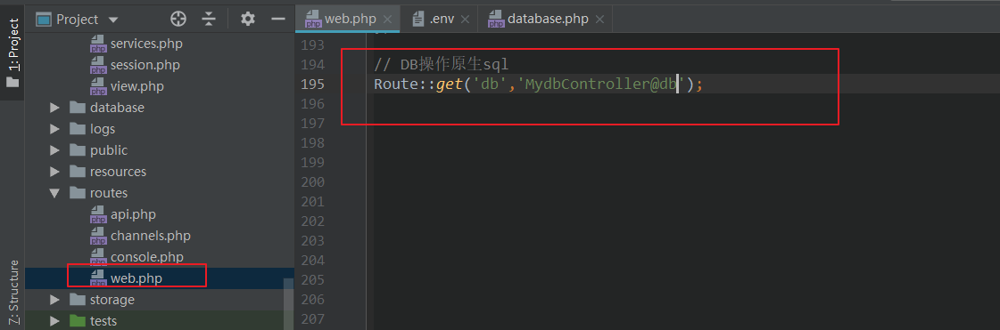 1: Project
Z: Structure
Project
services.php
session.php
view.php
database
logs
public
resources
routes
api.php
channels.php
console.php
web.php
storage
tests
web.php
.env
database.php
193
194 // DB操作原生sql
195 Route::get('db','MydbController@db');
196
197
198
199
200
201
202
203
204
205
206
207